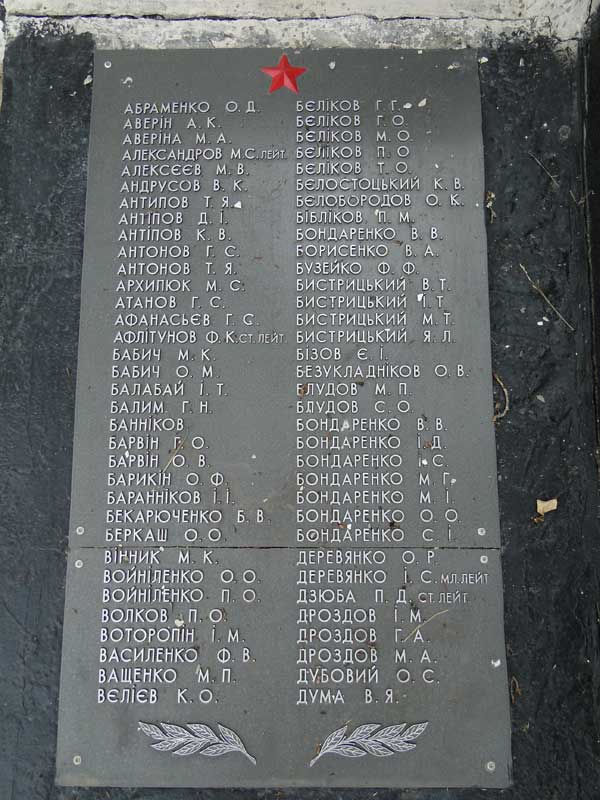 АБРАМЕНКО О.Д.
АВЕРІН А.К.
АВЕРІНА М.А.
АЛЕКСАНДРОВ М.С. ЛЕЙТ.
АЛЕКСЄЄВ М.В.
АНДРУСОВ В.К.
АНТИПОВ Т.Я.
АНТІПОВ Д.І.
АНТІПОВ К.В.
АНТОНОВ Г.С.
АНТОНОВ Т.Я.
АРХИПЮК М.С.
АТАНОВ Г.С.
АФАНАСЬЄВ Г.С.
АФЛІТУНОВ Ф.К. СТ.ЛЕЙТ.
БАБИЧ М.К.
БАБИЧ О.М.
БАЛАБАЙ І.Т.
БАЛИМ Г.Н.
БАННІКОВ
БАРВІН Г.О.
БАРВІН О.В.
БАРИКІН О.Ф.
БАРАННІКОВ І.І.
БЕКАРЮЧЕНКО Б.В.
БЕРКАШ О.О.
ВІННИК М.К.
ВОЙНІЛЕНКО О.О.
ВОЙНІЛЕНКО П.О.
ВОЛКОВ П.О.
ВОТОРОПІН І.М.
ВАСИЛЕНКО Ф.В.
ВАЩЕНКО М.П.
ВЄЛІЄВ К.О.
БЄЛІКОВ Г.Г.
БЄЛІКОВ Г.О.
БЄЛІКОВ М.О.
БЄЛІКОВ П.О
БЄЛІКОВ Т.О.
БЄЛОСТОЦЬКИЙ К.В.
БЄЛОБОРОДОВ О.К.
БІБЛІКОВ П.М.
БОНДАРЕНКО В.В.
БОРИСЕНКО В.А.
БУЗЕЙКО Ф.Ф.
БИСТРИЦЬКИЙ В.Т.
БИСТРИЦЬКИЙ І.Т
БИСТРИЦЬКИЙ М.Т.
БИСТРИЦЬКИЙ Я.Л.
БІЗОВ Є.І.
БЕЗУКЛАДНІКОВ О.В.
БЛУДОВ М.П.
БЛУДОВ С.О.
БОНДАРЕНКО В.В.
БОНДАРЕНКО І.Д.
БОНДАРЕНКО І.С.
БОНДАРЕНКО М.Г.
БОНДАРЕНКО М.І.
БОНДАРЕНКО О.О.
БОНДАРЕНКО С.І.
ДЕРЕВЯНКО О.Р.
ДЕРЕВЯНКО І.С. МЛ.ЛЕЙТ
ДЗЮБА П.Д. СТ.ЛЕЙТ.
ДРОЗДОВ І.М.
ДРОЗДОВ Г.А.
ДРОЗДОВ М.А.
ДУБОВИЙ О.С.
ДУМА В.Я.